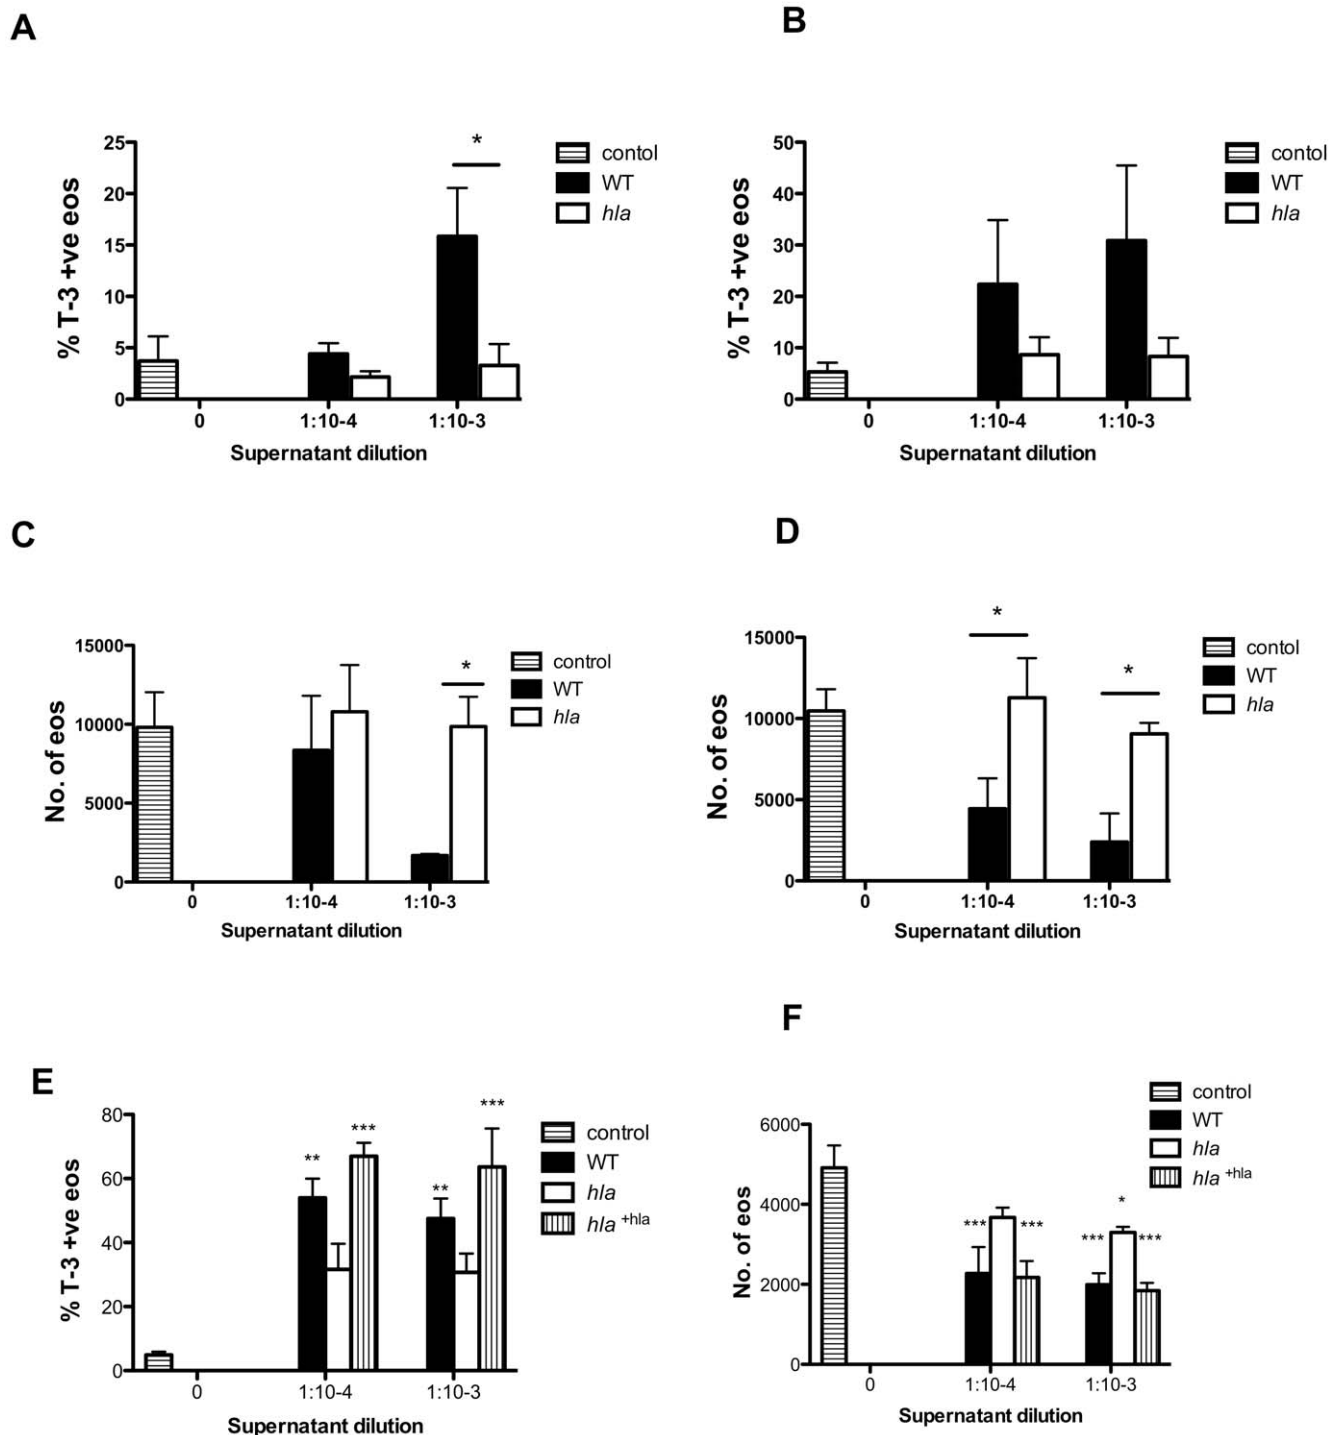 A
% T-3 +ve eos
25
20
15
10
5
0
*
contol
WT
hla
0 1:10-4 1:10-3
Supernatant dilution
B
% T-3 +ve eos
50
40
30
20
10
0
contol
WT
hla
0 1:10-4 1:10-3
Supernatant dilution
C
No. of eos
15000
10000
5000
0
*
control
WT
hla
0 1:10-4 1:10-3
Supernatant dilution
D
No. of eos
15000
10000
5000
0
*
*
contol
WT
hla
0 1:10-4 1:10-3
Supernatant dilution
E
% T-3 +ve eos
80
60
40
20
0
** *** ** ***
control
WT
hla
hla +hla
0 1:10-4 1:10-3
Supernatant dilution
F
No. of eos
6000
4000
2000
0
*** *** *** * ***
control
WT
hla
hla +hla
0 1:10-4 1:10-3
Supernatant dilution